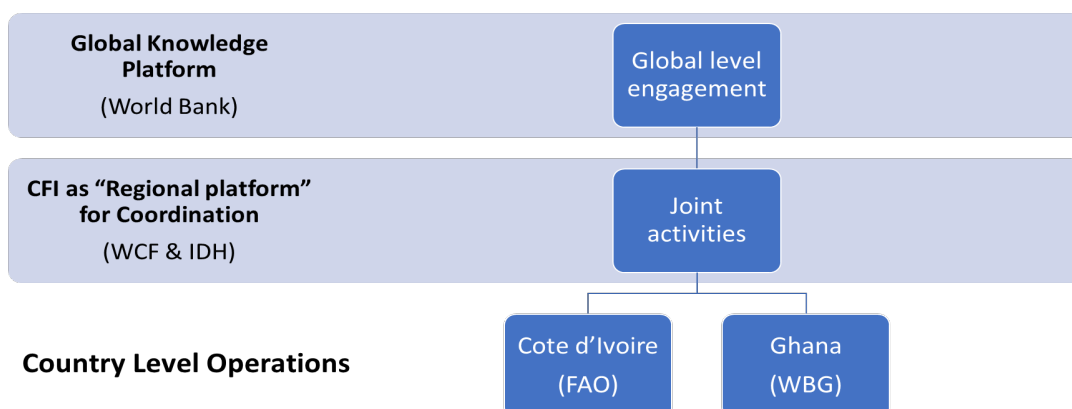 Global Knowledge
Platform
(World Bank)
Global level
engagement
CFI as “Regional platform”
for Coordination
(WCF & IDH)
Joint
activities
Country Level Operations
Cote d’Ivoire
(FAO)
Ghana
(WBG)